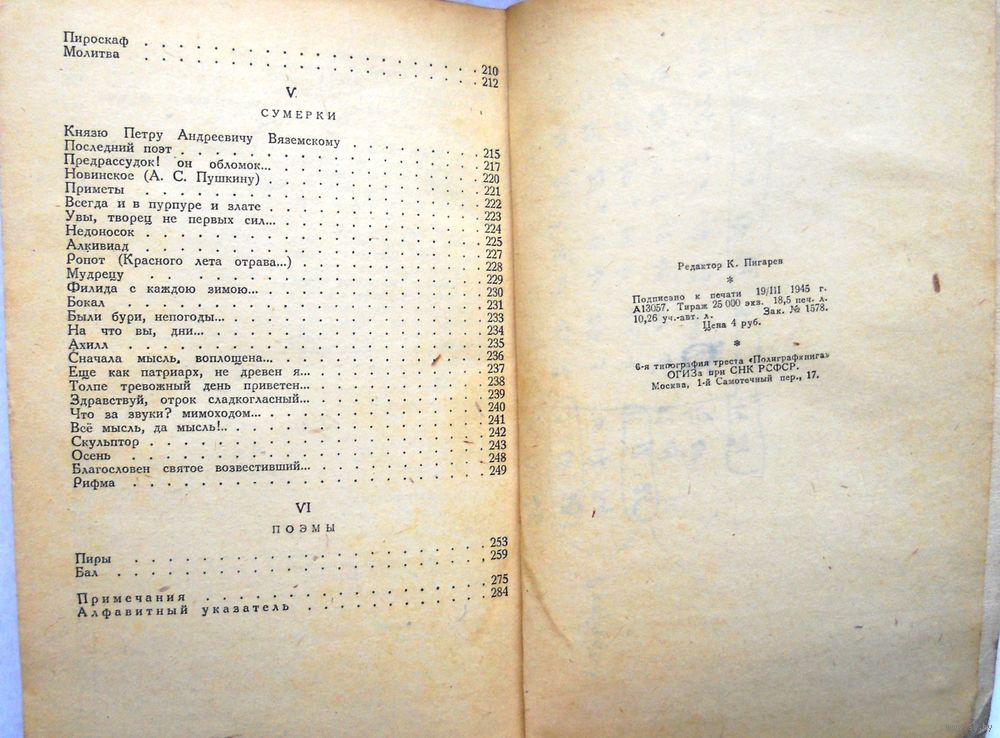 Пироскаф . . . . . . . . . . . . . . . 210
Молитва . . . . . . . . . . . . . . . 212
V
СУМЕРКИ
Князю Петру Андреевичу Вяземскому . . . . . 215
Последний поэт . . . . . . . . . . . . 217
Предрассудок! он обломок... . . . . . . . . 220
Новинское (А. С. Пушкину) . . . . . . . . 221
Приметы . . . . . . . . . . . . . . 222
Всегда и в пурпуре и злате . . . . . . . . 223
Увы, творец не первых сил... . . . . . . . 224
Недоносок . . . . . . . . . . . . . 225
Алкивиад . . . . . . . . . . . . . . 227
Ропот (Красного лета отрава...) . . . . . . . 228
Мудрецу . . . . . . . . . . . . . . 229
Филида с каждою зимою... . . . . . . . . 230
Бокал . . . . . . . . . . . . . . . 231
Были бури, непогоды... . . . . . . . . . 233
На что вы, дни... . . . . . . . . . . . 234
Ахилл . . . . . . . . . . . . . . . 235
Сначала мысль, воплощена... . . . . . . . 236
Еще как патриарх, не древен я... . . . . . . 237
Толпе тревожный день приветен... . . . . . . 238
Здравствуй, отрок сладкогласный... . . . . . . 239
Что за звуки? мимоходом... . . . . . . . . 240
Всё мысль, да мысль!.. . . . . . . . . . 241
Скульптор . . . . . . . . . . . . . 242
Осень . . . . . . . . . . . . . . . 243
Благословен святое возвестивший... . . . . . . 248
Рифма . . . . . . . . . . . . . . . 249
VI
ПОЭМЫ
Пиры . . . . . . . . . . . . . . . 253
Бал . . . . . . . . . . . . . . . . 259
Примечания . . . . . . . . . . . . 275
Алфавитный указатель . . . . . . . . 284
Редактор К. Пигарев
*
Подписано к печати 19/III 1945 г.
А13057. Тираж 25 000 экз. 18,5 печ. л.
10,26 уч.-авт. л. Зак. № 1578.
Цена 4 руб.
*
6-я типография треста «Полиграфкнига»
ОГИЗа при СНК РСФСР.
Москва, 1-й Самотечный пер., 17.